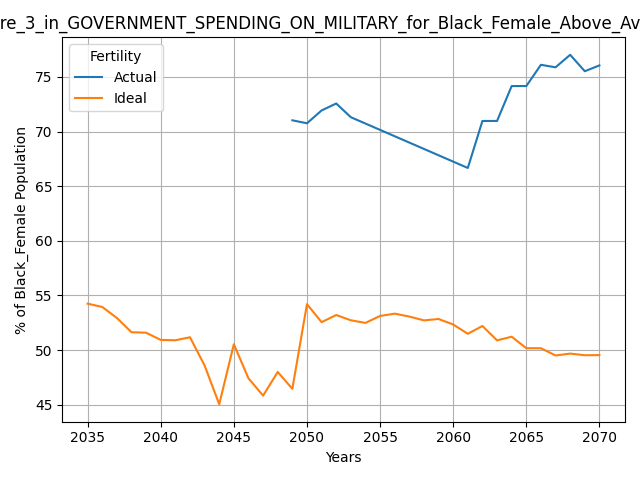 re_3_in_GOVERNMENT_SPENDING_ON_MILITARY_for_Black_Female_Above_Av
Fertility
Actual
Ideal
% of Black_Female Population
75
70
65
60
55
50
45
2035 2040 2045 2050 2055 2060 2065 2070
Years